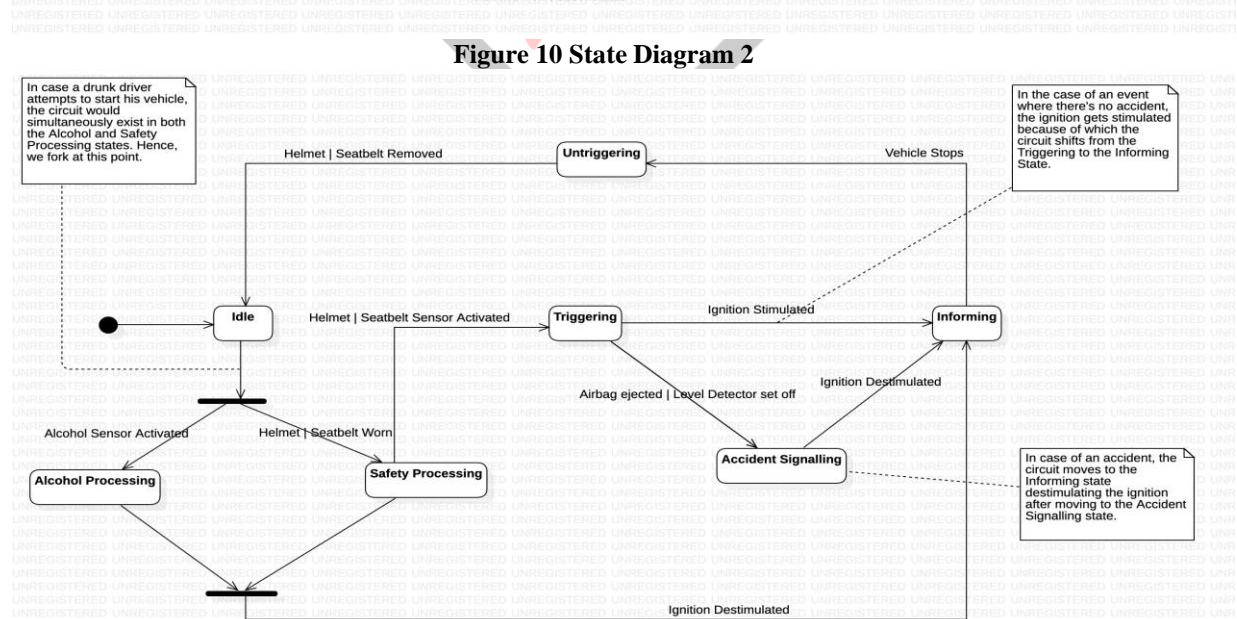 Figure 10 State Diagram 2
In case a drunk driver
attempts to start his vehicle,
the circuit would
simultaneously exist in both
the Alcohol and Safety
Processing states. Hence,
we fork at this point.
In the case of an event
where there's no accident,
the ignition gets stimulated
because of which the
circuit shifts from the
Triggering to the Informing
State.
Helmet | Seatbelt Removed
Untriggering
Vehicle Stops
Idle
Helmet | Seatbelt Sensor Activated
Triggering
Ignition Stimulated
Informing
Airbag ejected | Level Detector set off
Ignition Destimulated
Alcohol Sensor Activated
Helmet | Seatbelt Worn
Alcohol Processing
Safety Processing
Accident Signalling
In case of an accident, the
circuit moves to the
Informing state
destimulating the ignition
after moving to the Accident
Signalling state.
Ignition Destimulated
UNREGISTERED